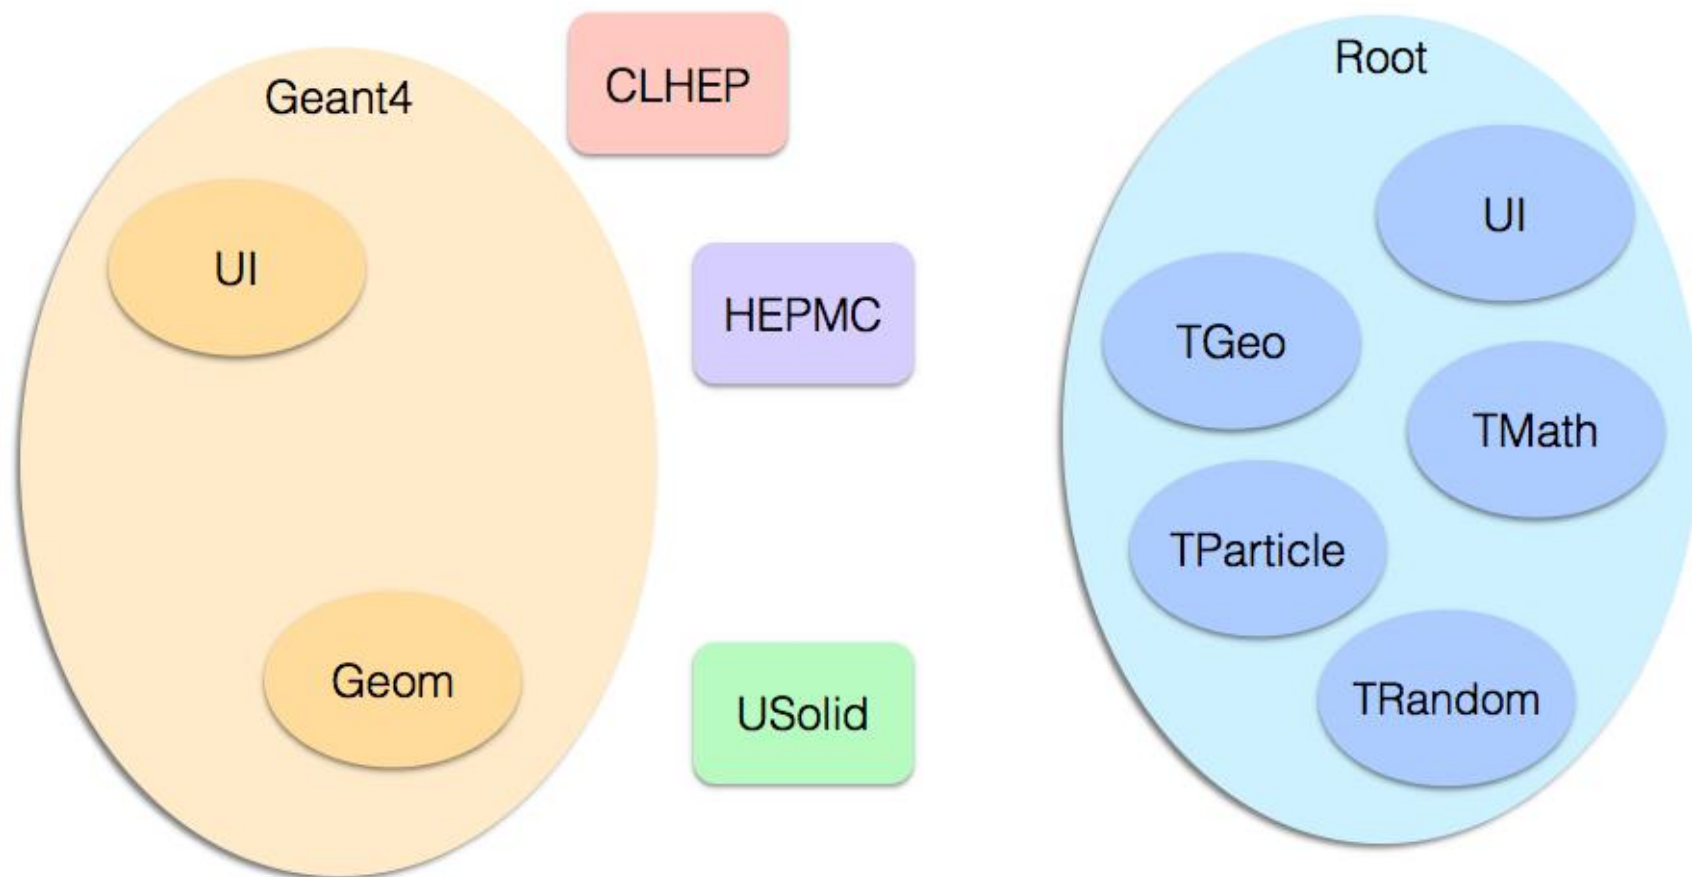 Geant4
UI
Geom
CLHEP
HEPMC
USolid
Root
UI
TGeo
TMath
TParticle
TRandom